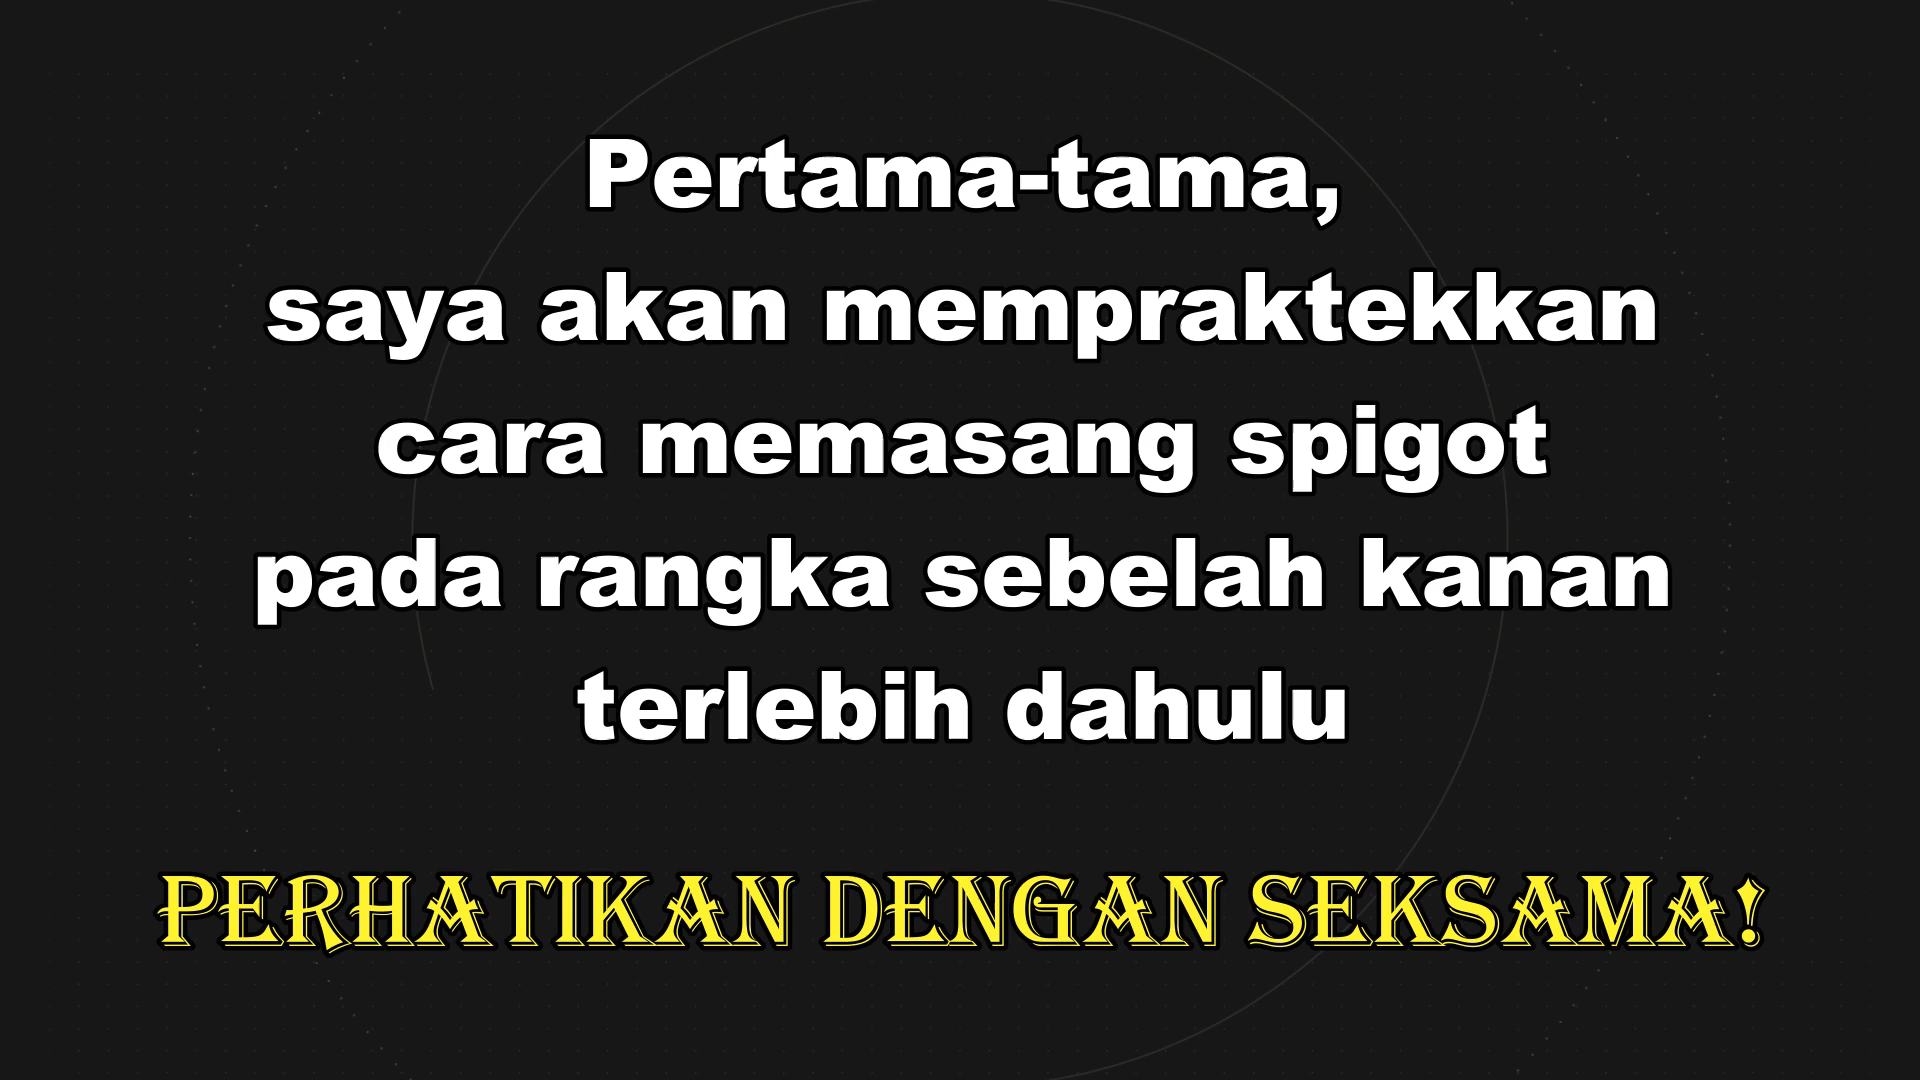 Pertama-tama,
saya akan mempraktekkan
cara memasang spigot
pada rangka sebelah kanan
terlebih dahulu
PERHATIKAN DENGAN SEKSAMA!